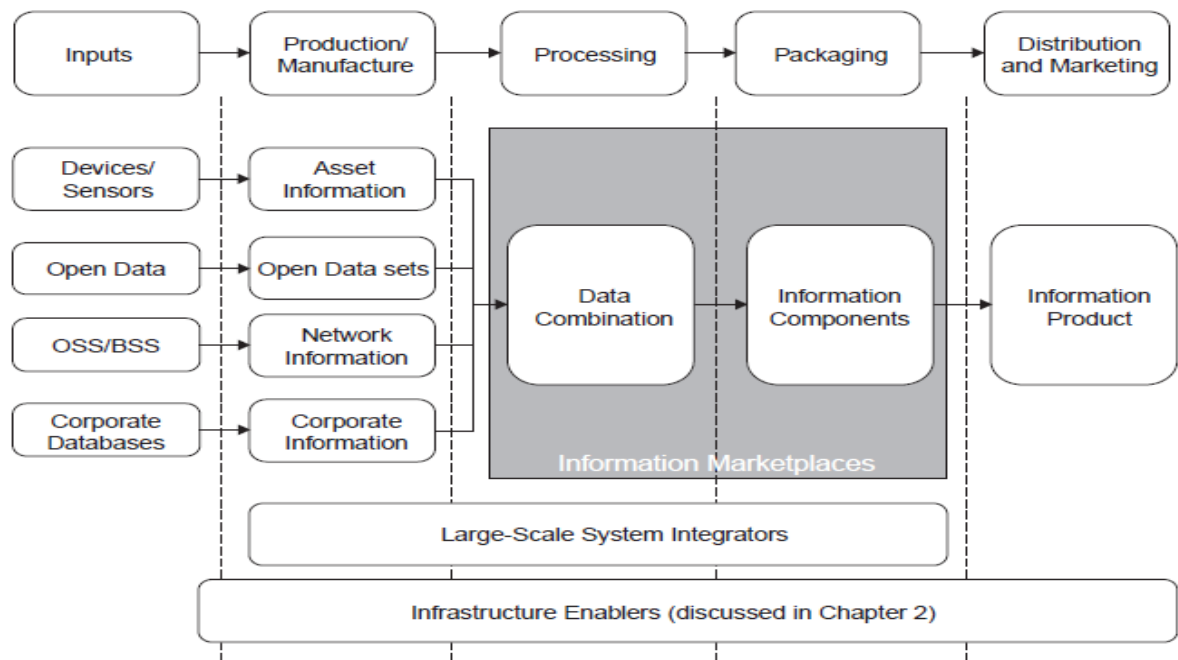 Inputs
Production/
Manufacture
Processing
Packaging
Distribution
and Marketing
Devices/
Sensors
Asset
Information
Open Data
Open Data sets
Data
Combination
Information
Components
Information
Product
OSS/BSS
Network
Information
Corporate
Databases
Corporate
Information
Information Marketplaces
Large-Scale System Integrators
Infrastructure Enablers (discussed in Chapter 2)